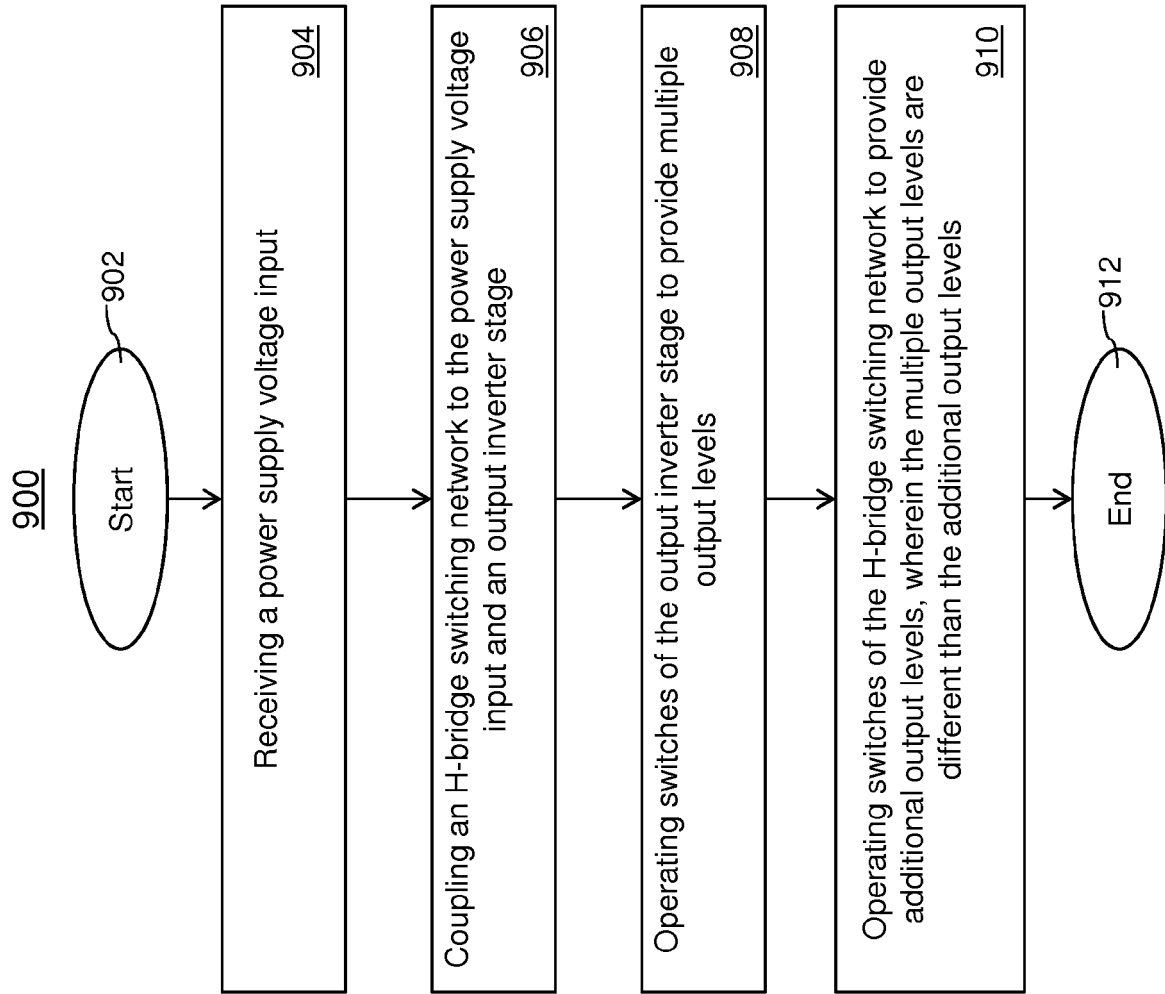 900
Start
902
Receiving a power supply voltage input
904
Coupling an H-bridge switching network to the power supply voltage
input and an output inverter stage
906
Operating switches of the output inverter stage to provide multiple
output levels
908
Operating switches of the H-bridge switching network to provide
additional output levels, wherein the multiple output levels are
different than the additional output levels
910
End
912